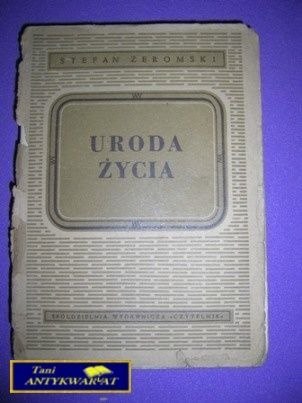 STEFAN ŻEROMSKI
URODA
ŻYCIA
SPÓŁDZIELNIA WYDAWNICZA «CZYTELNIK»
Tani
ANTYKWARIAT